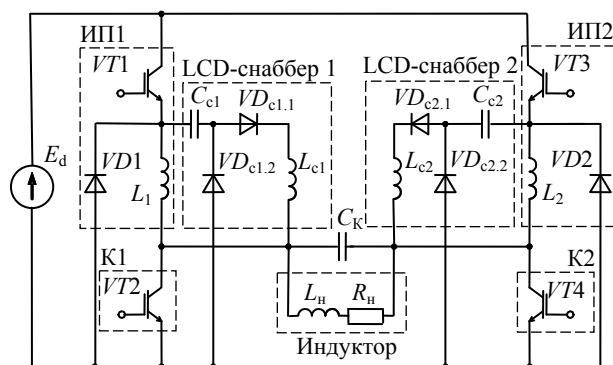 ИП1
ИП2
LCD-снаббер 1
LCD-снаббер 2
VT1
VT3
Cс1
VDс1.1
VDс2.1
Cс2
Ed
VD1
L1
VDс1.2
Lс1
Lс2
VDс2.2
L2
VD2
CК
К1
К2
VT2
Lн
Rн
VT4
Индуктор